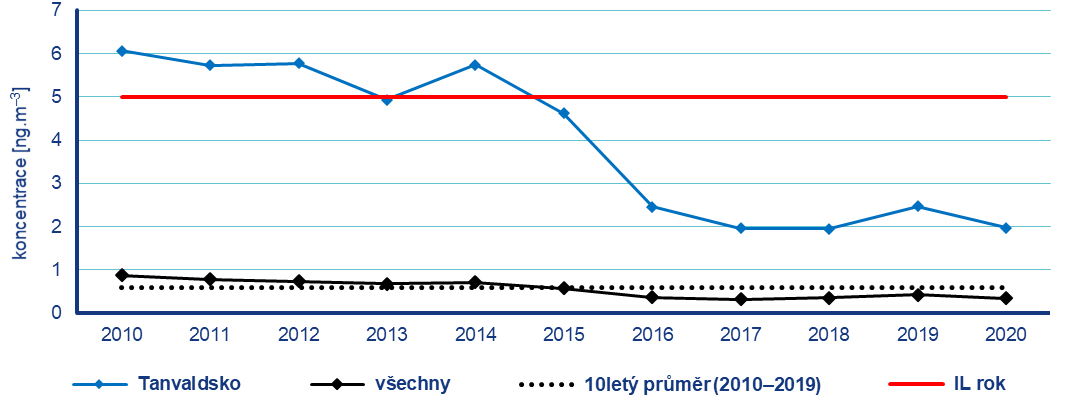 7
6
5
4
3
2
1
0
koncentrace [ng.m⁻³]
2010 2011 2012 2013 2014 2015 2016 2017 2018 2019 2020
Tanvaldsko všechny 10letý průměr (2010–2019) IL rok